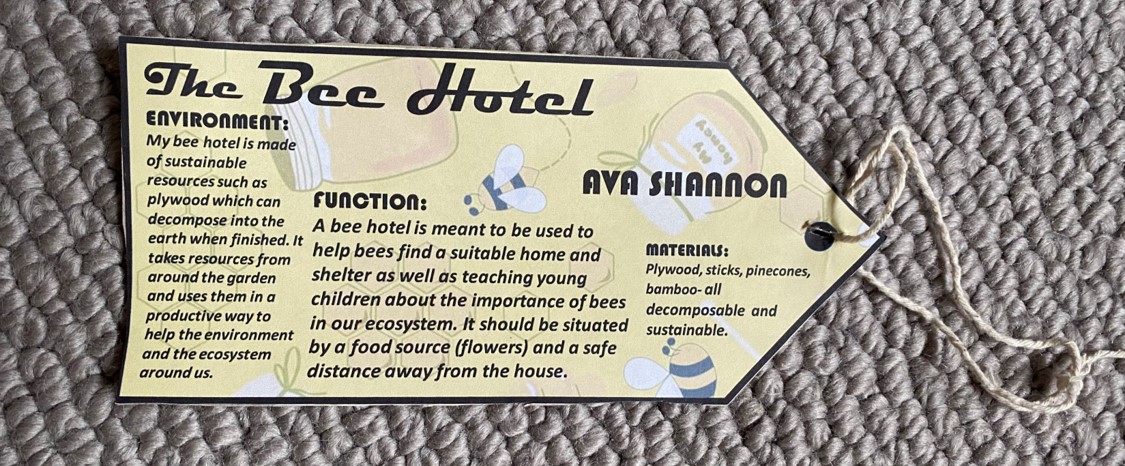 The Bee Hotel
ENVIRONMENT:
My bee hotel is made
of sustainable
resources such as
plywood which can
decompose into the
earth when finished. It
takes resources from
around the garden
and uses them in a
productive way to
help the environment
and the ecosystem
around us.
FUNCTION:
A bee hotel is meant to be used to
help bees find a suitable home and
shelter as well as teaching young
children about the importance of bees
in our ecosystem. It should be situated
by a food source (flowers) and a safe
distance away from the house.
MY
HONEY
AVA SHANNON
MATERIALS:
Plywood, sticks, pinecones,
bamboo- all
decomposable and
sustainable.